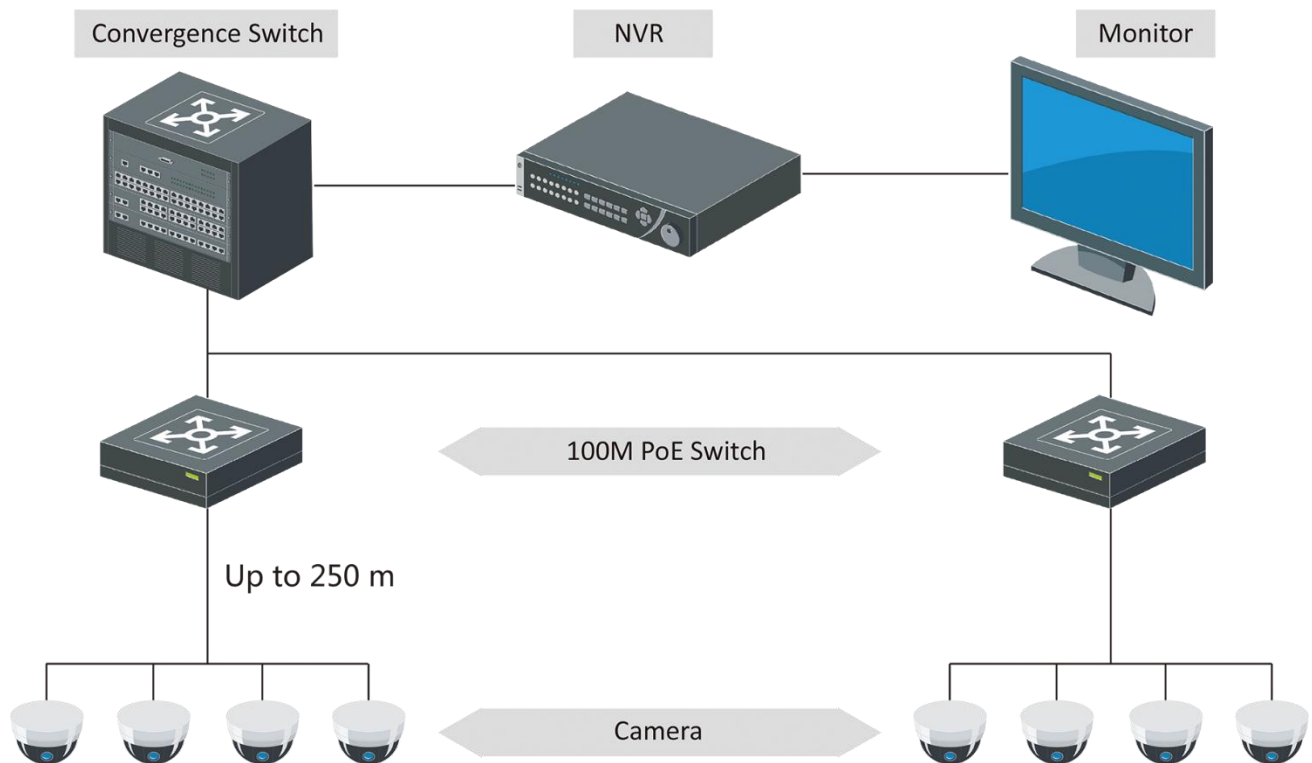 Convergence Switch
NVR
Monitor
100M PoE Switch
Up to 250 m
Camera